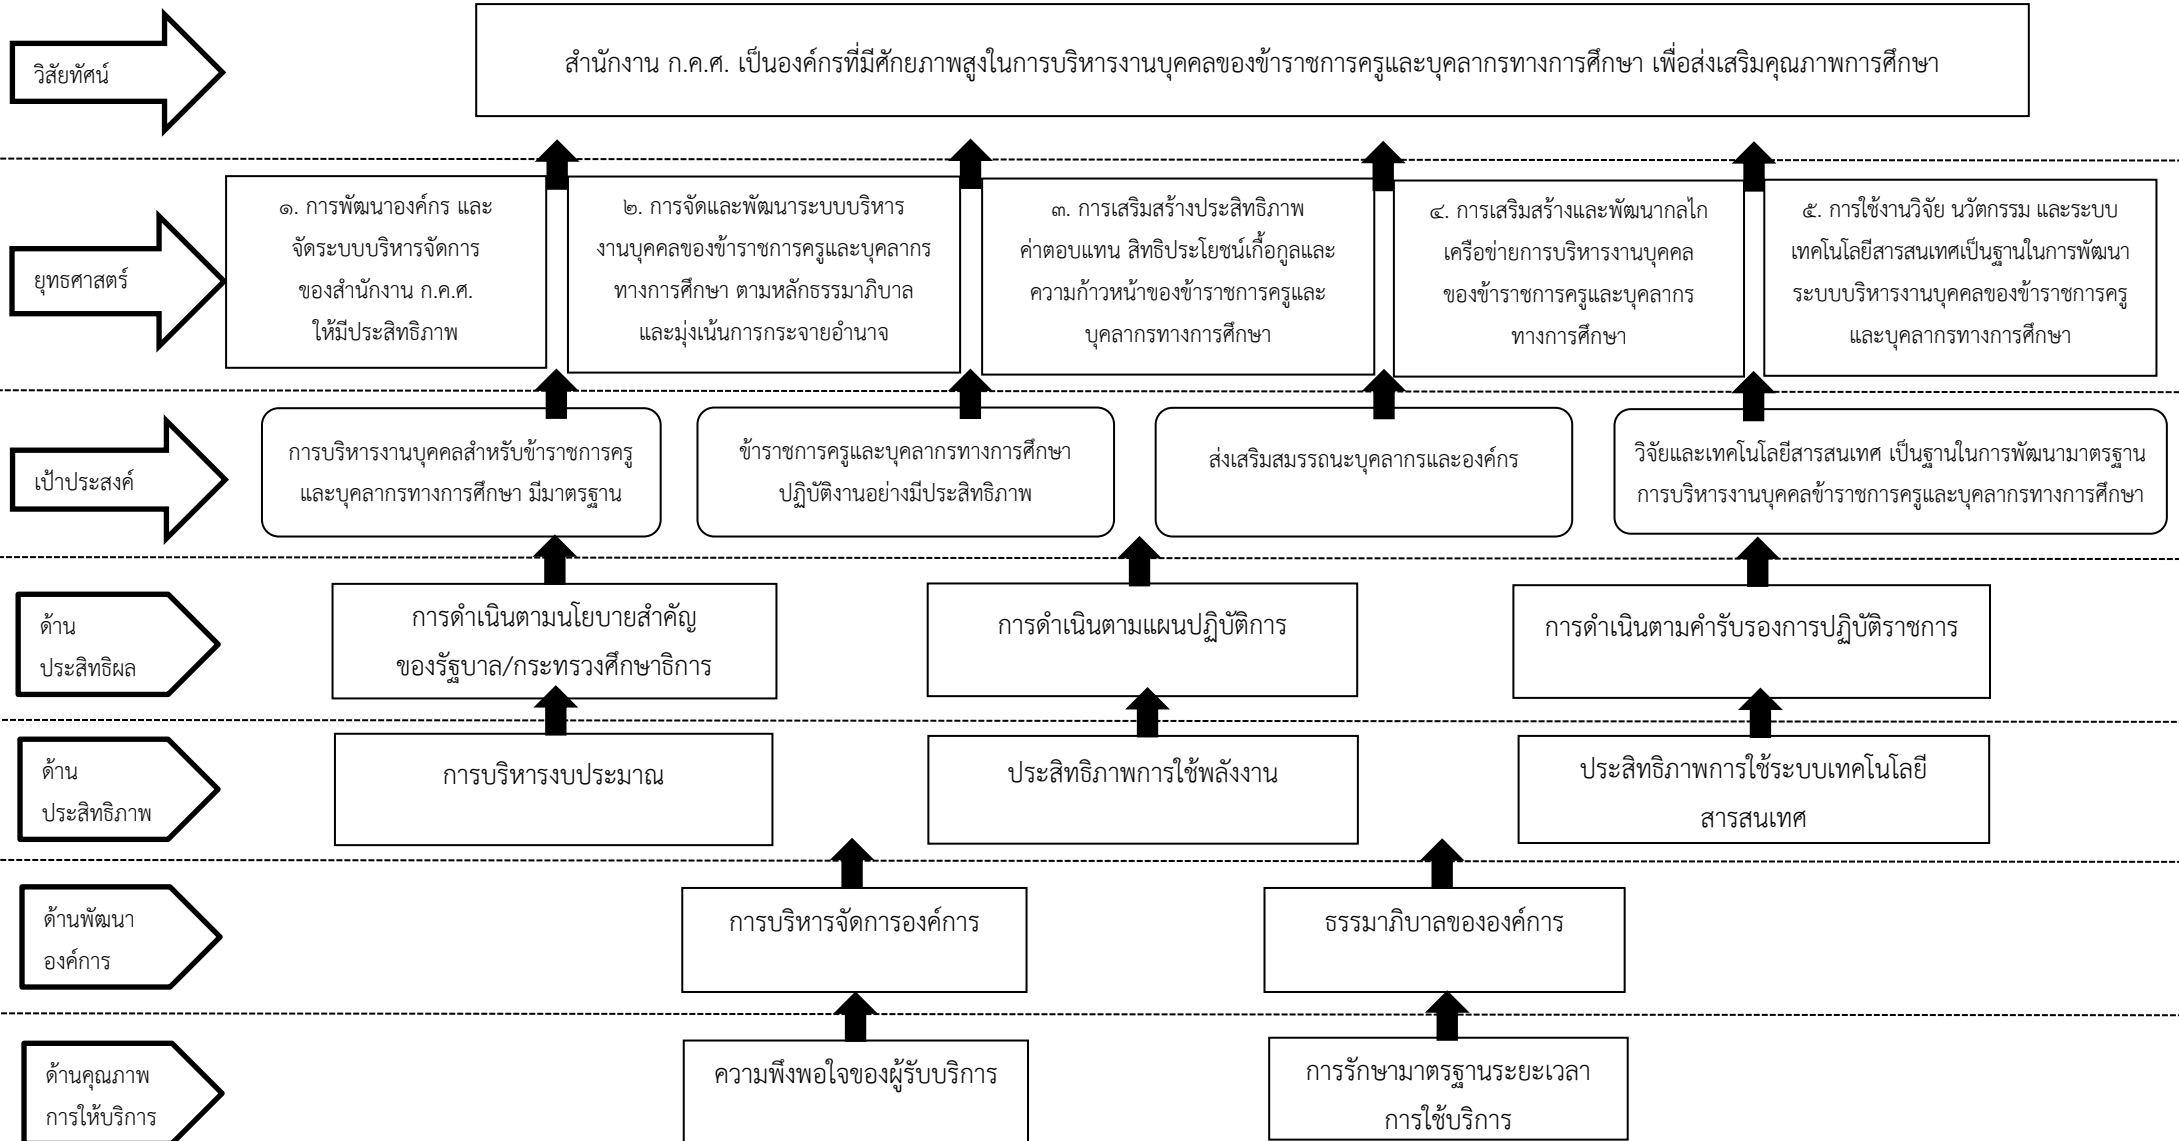 วิสัยทัศน์
สำนักงาน ก.ค.ศ. เป็นองค์กรที่มีศักยภาพสูงในการบริหารงานบุคคลของข้าราชการครูและบุคลากรทางการศึกษา เพื่อส่งเสริมคุณภาพการศึกษา
ยุทธศาสตร์
๑. การพัฒนาองค์กร และ
จัดระบบบริหารจัดการ
ของสำนักงาน ก.ค.ศ.
ให้มีประสิทธิภาพ
๒. การจัดและพัฒนาระบบบริหาร
งานบุคคลของข้าราชการครูและบุคลากร
ทางการศึกษา ตามหลักธรรมาภิบาล
และมุ่งเน้นการกระจายอำนาจ
๓. การเสริมสร้างประสิทธิภาพ
ค่าตอบแทน สิทธิประโยชน์เกื้อกูลและ
ความก้าวหน้าของข้าราชการครูและ
บุคลากรทางการศึกษา
๔. การเสริมสร้างและพัฒนากลไก
เครือข่ายการบริหารงานบุคคล
ของข้าราชการครูและบุคลากร
ทางการศึกษา
๕. การใช้งานวิจัย นวัตกรรม และระบบ
เทคโนโลยีสารสนเทศเป็นฐานในการพัฒนา
ระบบบริหารงานบุคคลของข้าราชการครู
และบุคลากรทางการศึกษา
เป้าประสงค์
การบริหารงานบุคคลสำหรับข้าราชการครู
และบุคลากรทางการศึกษา มีมาตรฐาน
ข้าราชการครูและบุคลากรทางการศึกษา
ปฏิบัติงานอย่างมีประสิทธิภาพ
ส่งเสริมสมรรถนะบุคลากรและองค์กร
วิจัยและเทคโนโลยีสารสนเทศ เป็นฐานในการพัฒนามาตรฐาน
การบริหารงานบุคคลข้าราชการครูและบุคลากรทางการศึกษา
ด้าน
ประสิทธิผล
การดำเนินตามนโยบายสำคัญ
ของรัฐบาล/กระทรวงศึกษาธิการ
การดำเนินตามแผนปฏิบัติการ
การดำเนินตามคำรับรองการปฏิบัติราชการ
ด้าน
ประสิทธิภาพ
การบริหารงบประมาณ
ประสิทธิภาพการใช้พลังงาน
ประสิทธิภาพการใช้ระบบเทคโนโลยี
สารสนเทศ
ด้านพัฒนา
องค์การ
การบริหารจัดการองค์การ
ธรรมาภิบาลขององค์การ
ด้านคุณภาพ
การให้บริการ
ความพึงพอใจของผู้รับบริการ
การรักษามาตรฐานระยะเวลา
การใช้บริการ